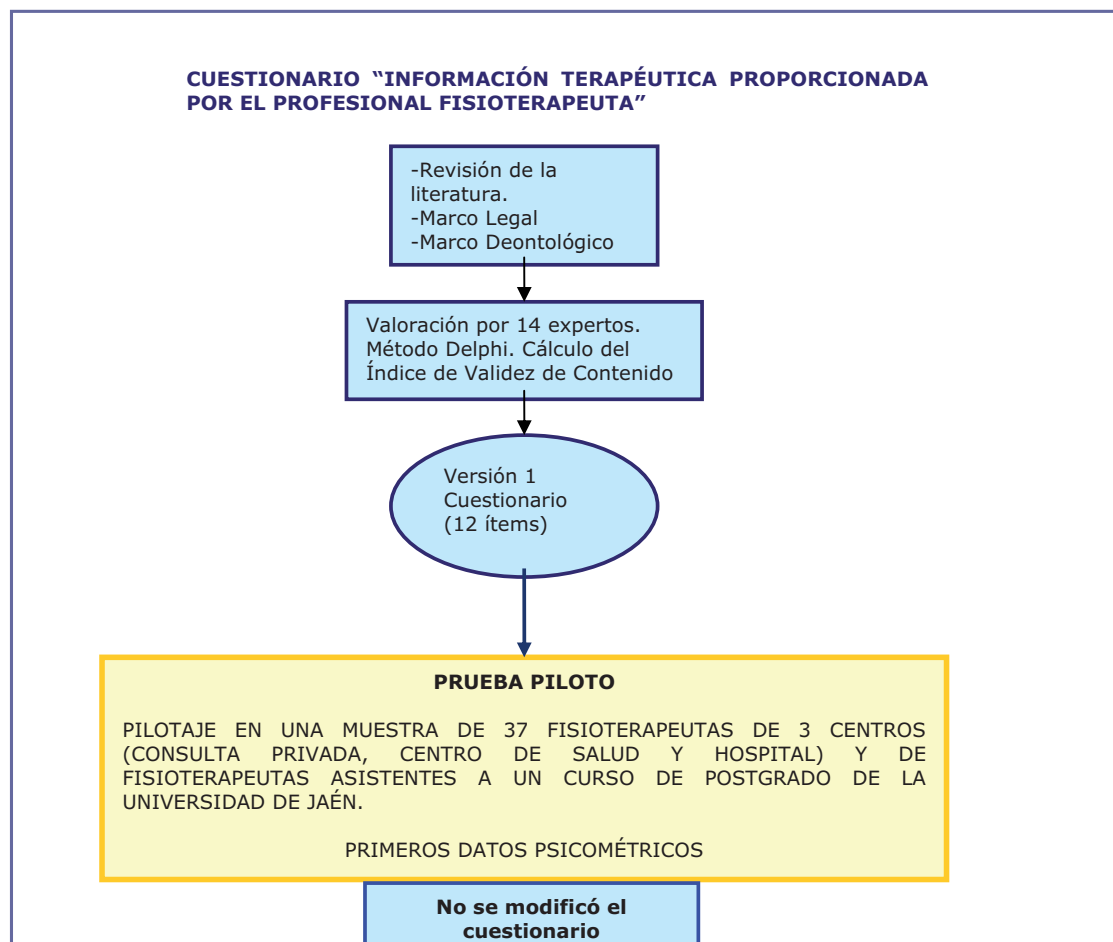 CUESTIONARIO “INFORMACIÓN TERAPÉUTICA PROPORCIONADA
POR EL PROFESIONAL FISIOTERAPEUTA”
-Revisión de la
literatura.
-Marco Legal
-Marco Deontológico
Valoración por 14 expertos.
Método Delphi. Cálculo del
Índice de Validez de Contenido
Versión 1
Cuestionario
(12 ítems)
PRUEBA PILOTO
PILOTAJE EN UNA MUESTRA DE 37 FISIOTERAPEUTAS DE 3 CENTROS
(CONSULTA PRIVADA, CENTRO DE SALUD Y HOSPITAL) Y DE
FISIOTERAPEUTAS ASISTENTES A UN CURSO DE POSTGRADO DE LA
UNIVERSIDAD DE JAÉN.
PRIMEROS DATOS PSICOMÉTRICOS
No se modificó el
cuestionario